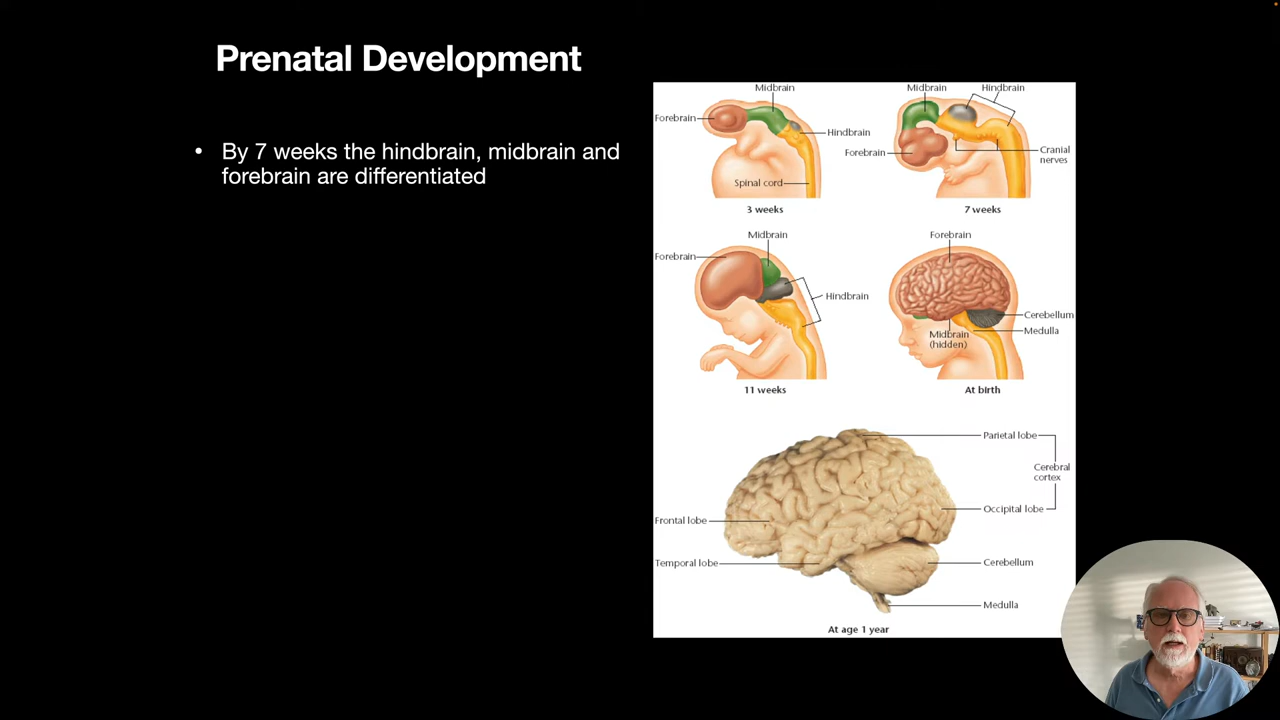 Prenatal Development
• By 7 weeks the hindbrain, midbrain and
forebrain are differentiated
Midbrain
Forebrain
Hindbrain
Spinal cord
3 weeks
Midbrain
Hindbrain
Forebrain
Cranial
nerves
7 weeks
Midbrain
Forebrain
Hindbrain
11 weeks
Forebrain
Cerebellum
Medulla
Midbrain
(hidden)
At birth
Parietal lobe
Cerebral
cortex
Occipital lobe
Frontal lobe
Temporal lobe
Cerebellum
Medulla
At age 1 year